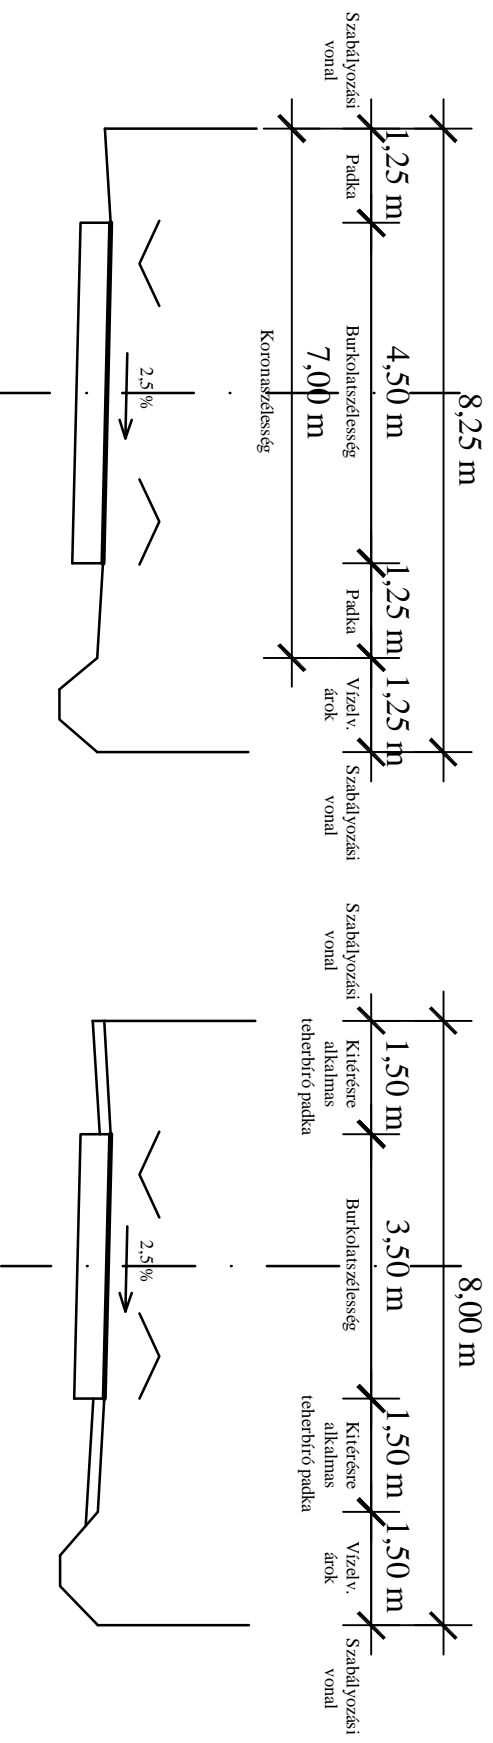 8,25 m
1,25 m
4,50 m
1,25 m
1,25 m
Szabályozási
vonal
Padka
Burkolatszélesség
Padka
Vízelv.
árok
Szabályozási
vonal
7,00 m
Koronaszélesség
2,5%
8,00 m
1,50 m
3,50 m
1,50 m
1,50 m
Szabályozási
vonal
Kitérésre
alkalmas
teherbíró padka
Burkolatszélesség
Kitérésre
alkalmas
teherbíró padka
Vízelv.
árok
Szabályozási
vonal
2,5%